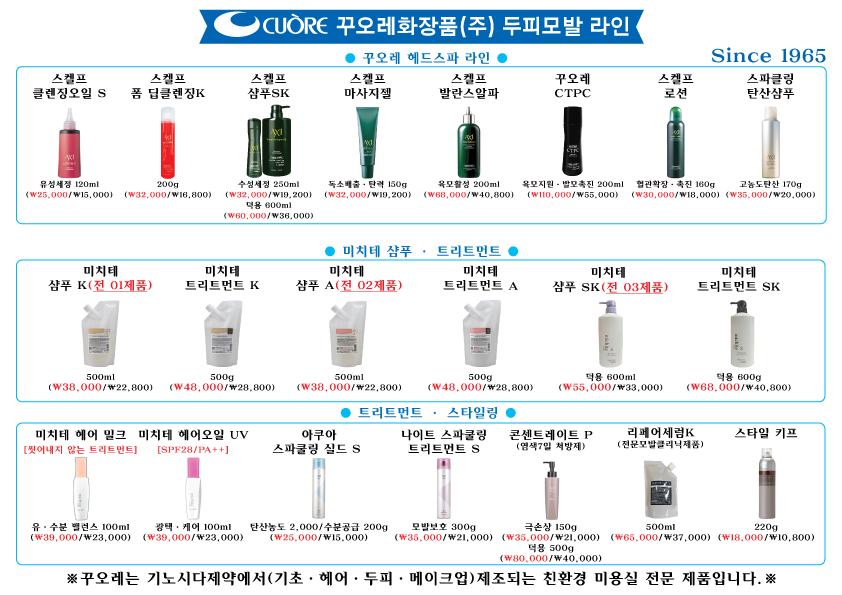 CUÒRE 꾸오레화장품(주) 두피모발 라인
● 꾸오레 헤드스파 라인 ●
Since 1965
스켈프 클렌징오일 S
유성세정 120ml
(₩25,000/₩15,000)
스켈프 폼 딥클렌징K
200g
(₩32,000/₩16,800)
스켈프 샴푸SK
수성세정 250ml
(₩32,000/₩19,200)
덕용 600ml
(₩60,000/₩36,000)
스켈프 마사지젤
독소배출·탄력 150g
(₩32,000/₩19,200)
스켈프 발란스알파
육모활성 200ml
(₩68,000/₩40,800)
꾸오레 CTPC
육모지원·발모촉진 200ml
(₩110,000/₩55,000)
스켈프 로션
혈관확장·촉진 160g
(₩30,000/₩18,000)
스파클링 탄산샴푸
고농도탄산 170g
(₩35,000/₩20,000)
● 미치테 샴푸 · 트리트먼트 ●
미치테
샴푸 K(전 01제품)
500ml
(₩38,000/₩22,800)
미치테
트리트먼트 K
500g
(₩48,000/₩28,800)
미치테
샴푸 A(전 02제품)
500ml
(₩38,000/₩22,800)
미치테
트리트먼트 A
500g
(₩48,000/₩28,800)
미치테
샴푸 SK(전 03제품)
덕용 600ml
(₩55,000/₩33,000)
미치테
트리트먼트 SK
덕용 600g
(₩68,000/₩40,800)
● 트리트먼트 · 스타일링 ●
미치테 헤어 밀크
[씻어내지 않는 트리트먼트]
유·수분 밸런스 100ml
(₩39,000/₩23,000)
미치테 헤어오일 UV
[SPF28/PA++]
광택·케어 100ml
(₩39,000/₩23,000)
아쿠아
스파쿨링 실드 S
탄산농도 2,000/수분공급 200g
(₩25,000/₩15,000)
나이트 스파쿨링
트리트먼트 S
모발보호 300g
(₩35,000/₩21,000)
콘센트레이트 P
(염색7일 처방제)
극손상 150g
(₩35,000/₩21,000)
덕용 500g
(₩80,000/₩40,000)
리페어세럼K
(전문모발클리닉제품)
500ml
(₩65,000/₩37,000)
스타일 키프
220g
(₩18,000/₩10,800)
※꾸오레는 기노시다제약에서(기초·헤어·두피·메이크업)제조되는 친환경 미용실 전문 제품입니다.※